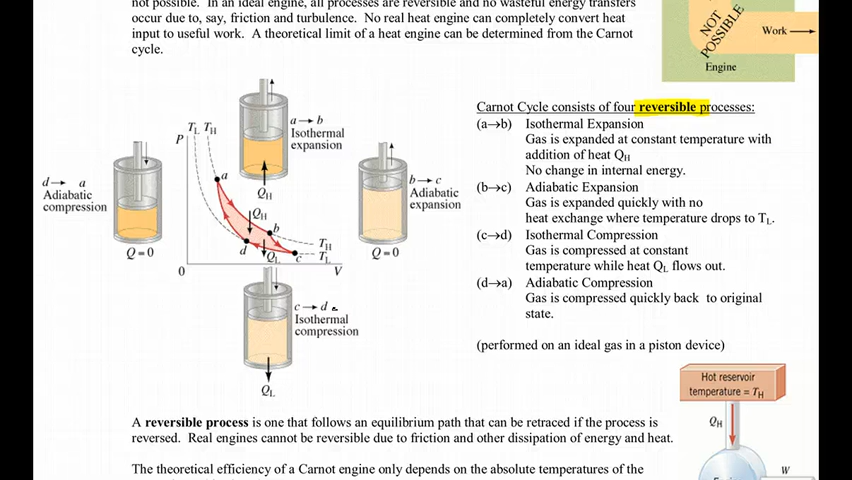 not possible. In an ideal engine, all processes are reversible and no wasteful energy transfers
occur due to, say, friction and turbulence. No real heat engine can completely convert heat
input to useful work. A theoretical limit of a heat engine can be determined from the Carnot
cycle.
NOT
POSSIBLE
Work
Engine
a → b
Isothermal
expansion
QH
d → a
Adiabatic
compression
Q = 0
P
TL TH
a
QH
b
d
QL
c
TH
TL
0
V
b → c
Adiabatic
expansion
Q = 0
c → d
Isothermal
compression
QL
Carnot Cycle consists of four reversible processes:
(a→b) Isothermal Expansion
Gas is expanded at constant temperature with
addition of heat QH
No change in internal energy.
(b→c) Adiabatic Expansion
Gas is expanded quickly with no
heat exchange where temperature drops to TL.
(c→d) Isothermal Compression
Gas is compressed at constant
temperature while heat QL flows out.
(d→a) Adiabatic Compression
Gas is compressed quickly back to original
state.
(performed on an ideal gas in a piston device)
Hot reservoir
temperature = TH
QH
W
A reversible process is one that follows an equilibrium path that can be retraced if the process is
reversed. Real engines cannot be reversible due to friction and other dissipation of energy and heat.
The theoretical efficiency of a Carnot engine only depends on the absolute temperatures of the